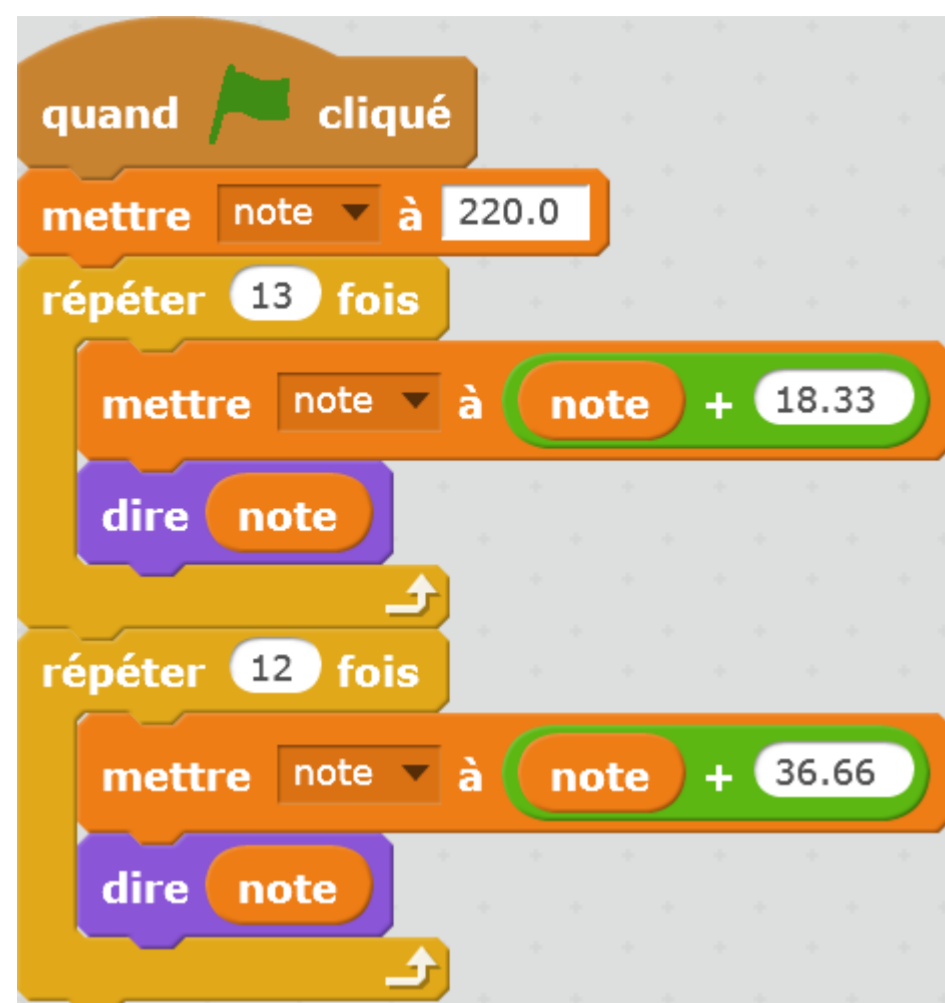 quand cliqué
mettre note à 220.0
répéter 13 fois
mettre note à note + 18.33
dire note
répéter 12 fois
mettre note à note + 36.66
dire note